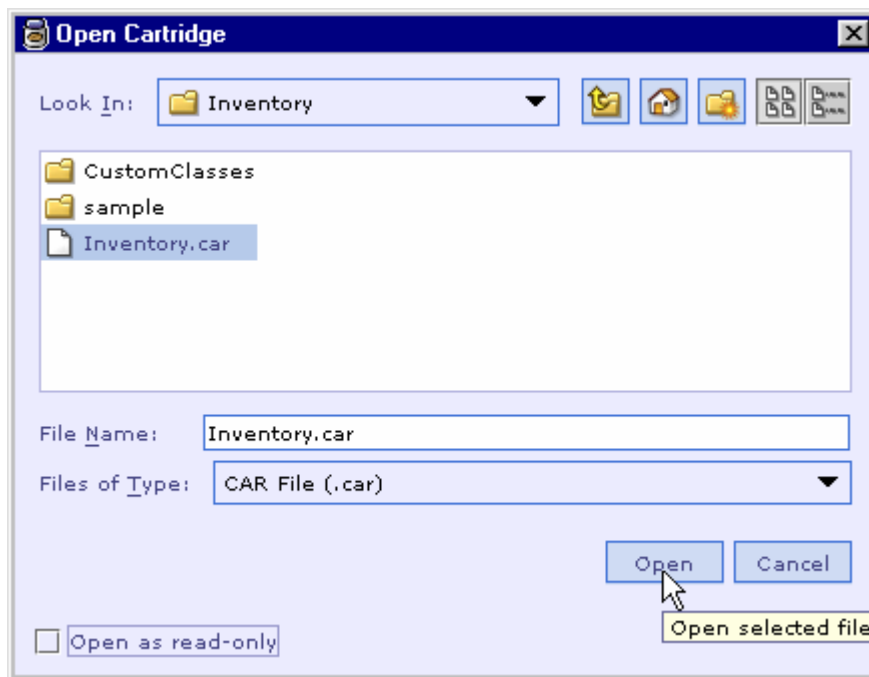 Open Cartridge
Look In: Inventory
CustomClasses
sample
Inventory.car
File Name: Inventory.car
Files of Type: CAR File (.car)
Open Cancel
Open selected file
Open as read-only